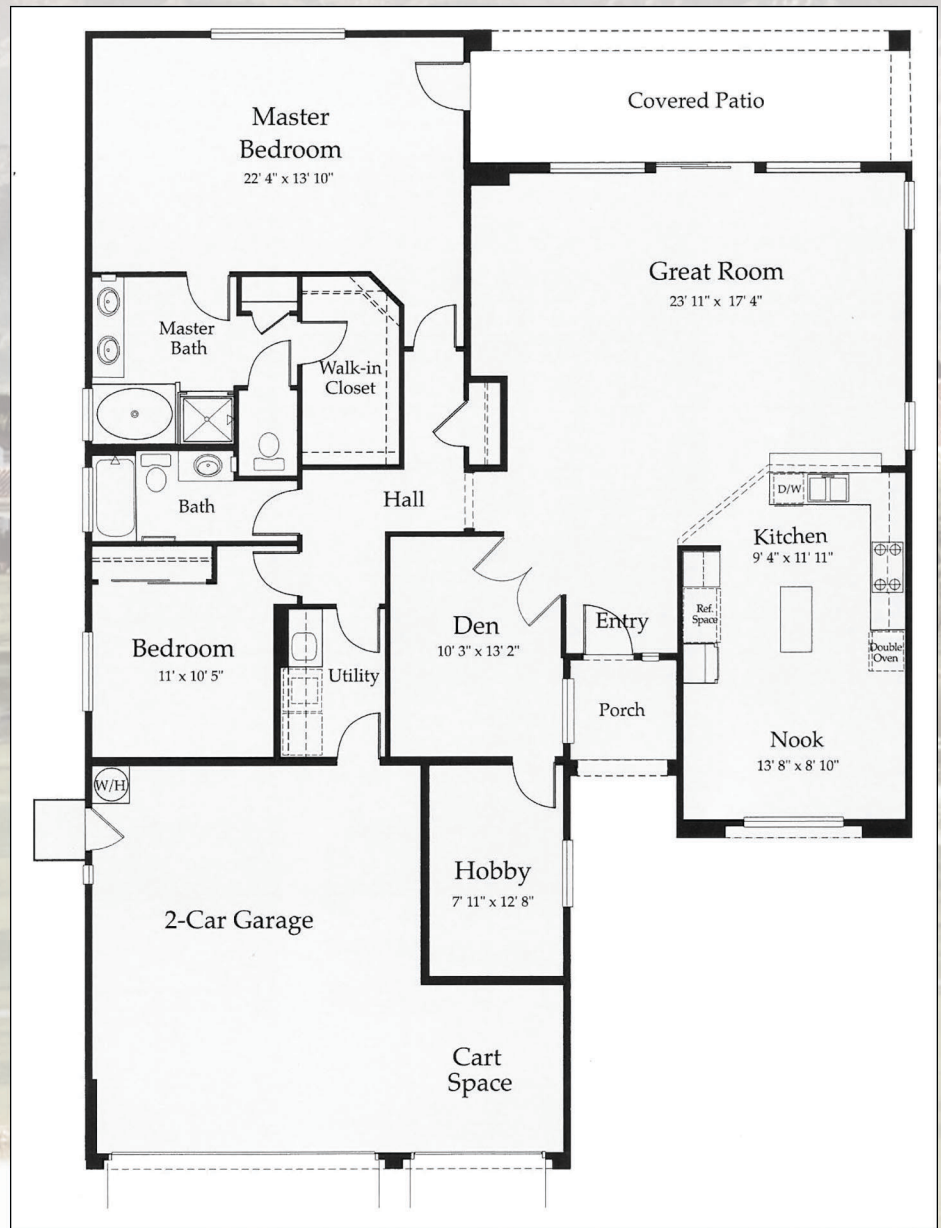 Master
Bedroom
22' 4" x 13' 10"
Covered Patio
Great Room
23' 11" x 17' 4"
Master
Bath
Walk-in
Closet
Bath
Hall
D/W
Kitchen
9' 4" x 11' 11"
Ref.
Space
Double
Oven
Entry
Den
10' 3" x 13' 2"
Bedroom
11' x 10' 5"
Utility
Porch
Nook
13' 8" x 8' 10"
W/H
Hobby
7' 11" x 12' 8"
2-Car Garage
Cart
Space